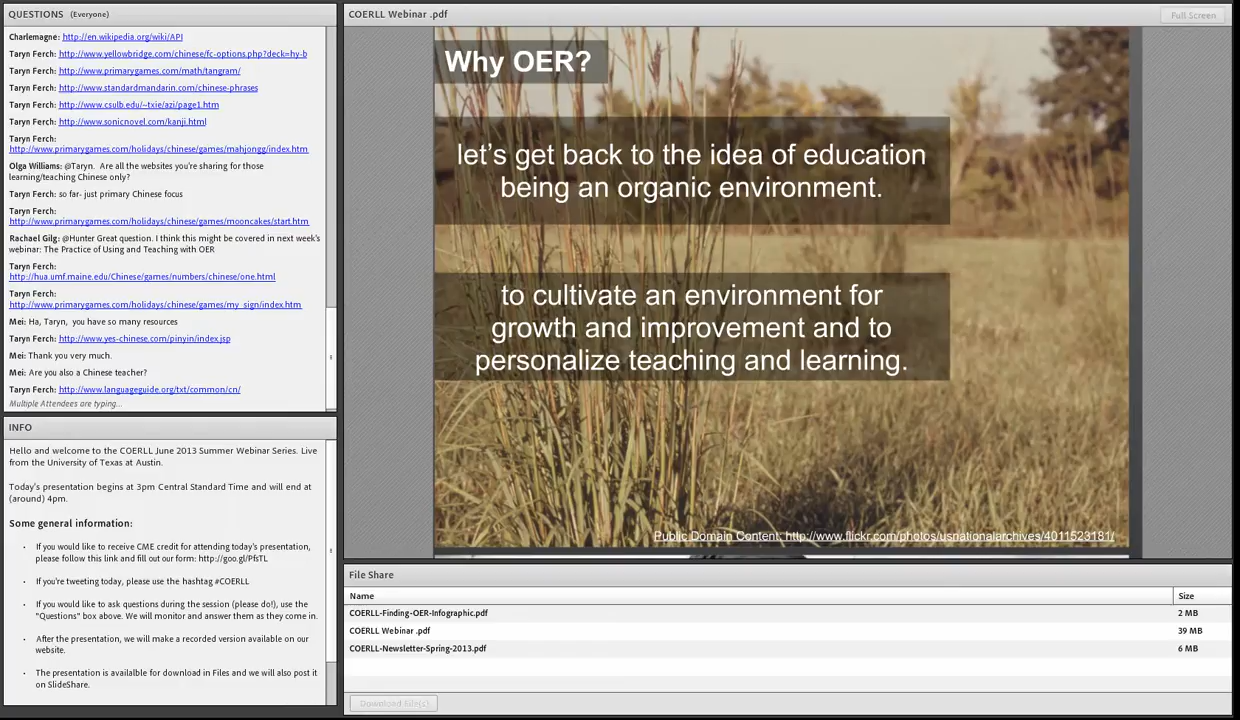 QUESTIONS (Everyone)
Charlemagne: http://en.wikipedia.org/wiki/API
Taryn Ferch: http://www.yellowbridge.com/chinese/fc-options.php?deck=hy-b
Taryn Ferch: http://www.primarygames.com/math/tangram/
Taryn Ferch: http://www.standardmandarin.com/chinese-phrases
Taryn Ferch: http://www.csulb.edu/~txie/azi/page1.htm
Taryn Ferch: http://www.sonicnovel.com/kanji.html
Taryn Ferch:
http://www.primarygames.com/holidays/chinese/games/mahjongg/index.htm
Olga Williams: @Taryn. Are all the websites you're sharing for those
learning/teaching Chinese only?
Taryn Ferch: so far- just primary Chinese focus
Taryn Ferch:
http://www.primarygames.com/holidays/chinese/games/mooncakes/start.htm
Rachael Gilg: @Hunter Great question. I think this might be covered in next week's
webinar: The Practice of Using and Teaching with OER
Taryn Ferch:
http://hua.umf.maine.edu/Chinese/games/numbers/chinese/one.html
Taryn Ferch:
http://www.primarygames.com/holidays/chinese/games/my_sign/index.htm
Mei: Ha, Taryn, you have so many resources
Taryn Ferch: http://www.yes-chinese.com/pinyin/index.jsp
Mei: Thank you very much.
Mei: Are you also a Chinese teacher?
Taryn Ferch: http://www.languageguide.org/txt/common/cn/
Multiple Attendees are typing...
INFO
Hello and welcome to the COERLL June 2013 Summer Webinar Series. Live
from the University of Texas at Austin.
Today's presentation begins at 3pm Central Standard Time and will end at
(around) 4pm.
Some general information:
• If you would like to receive CME credit for attending today's presentation,
please follow this link and fill out our form: http://goo.gl/PfsTL
• If you're tweeting today, please use the hashtag #COERLL
• If you would like to ask questions during the session (please do!), use the
"Questions" box above. We will monitor and answer them as they come in.
• After the presentation, we will make a recorded version available on our
website.
• The presentation is available for download in Files and we will also post it
on SlideShare.
COERLL Webinar .pdf
Full Screen
Why OER?
let's get back to the idea of education
being an organic environment.
to cultivate an environment for
growth and improvement and to
personalize teaching and learning.
Public Domain Content: http://www.flickr.com/photos/usnationalarchives/4011523181/
File Share
Name Size
COERLL-Finding-OER-Infographic.pdf 2 MB
COERLL Webinar .pdf 39 MB
COERLL-Newsletter-Spring-2013.pdf 6 MB
Download File(s)